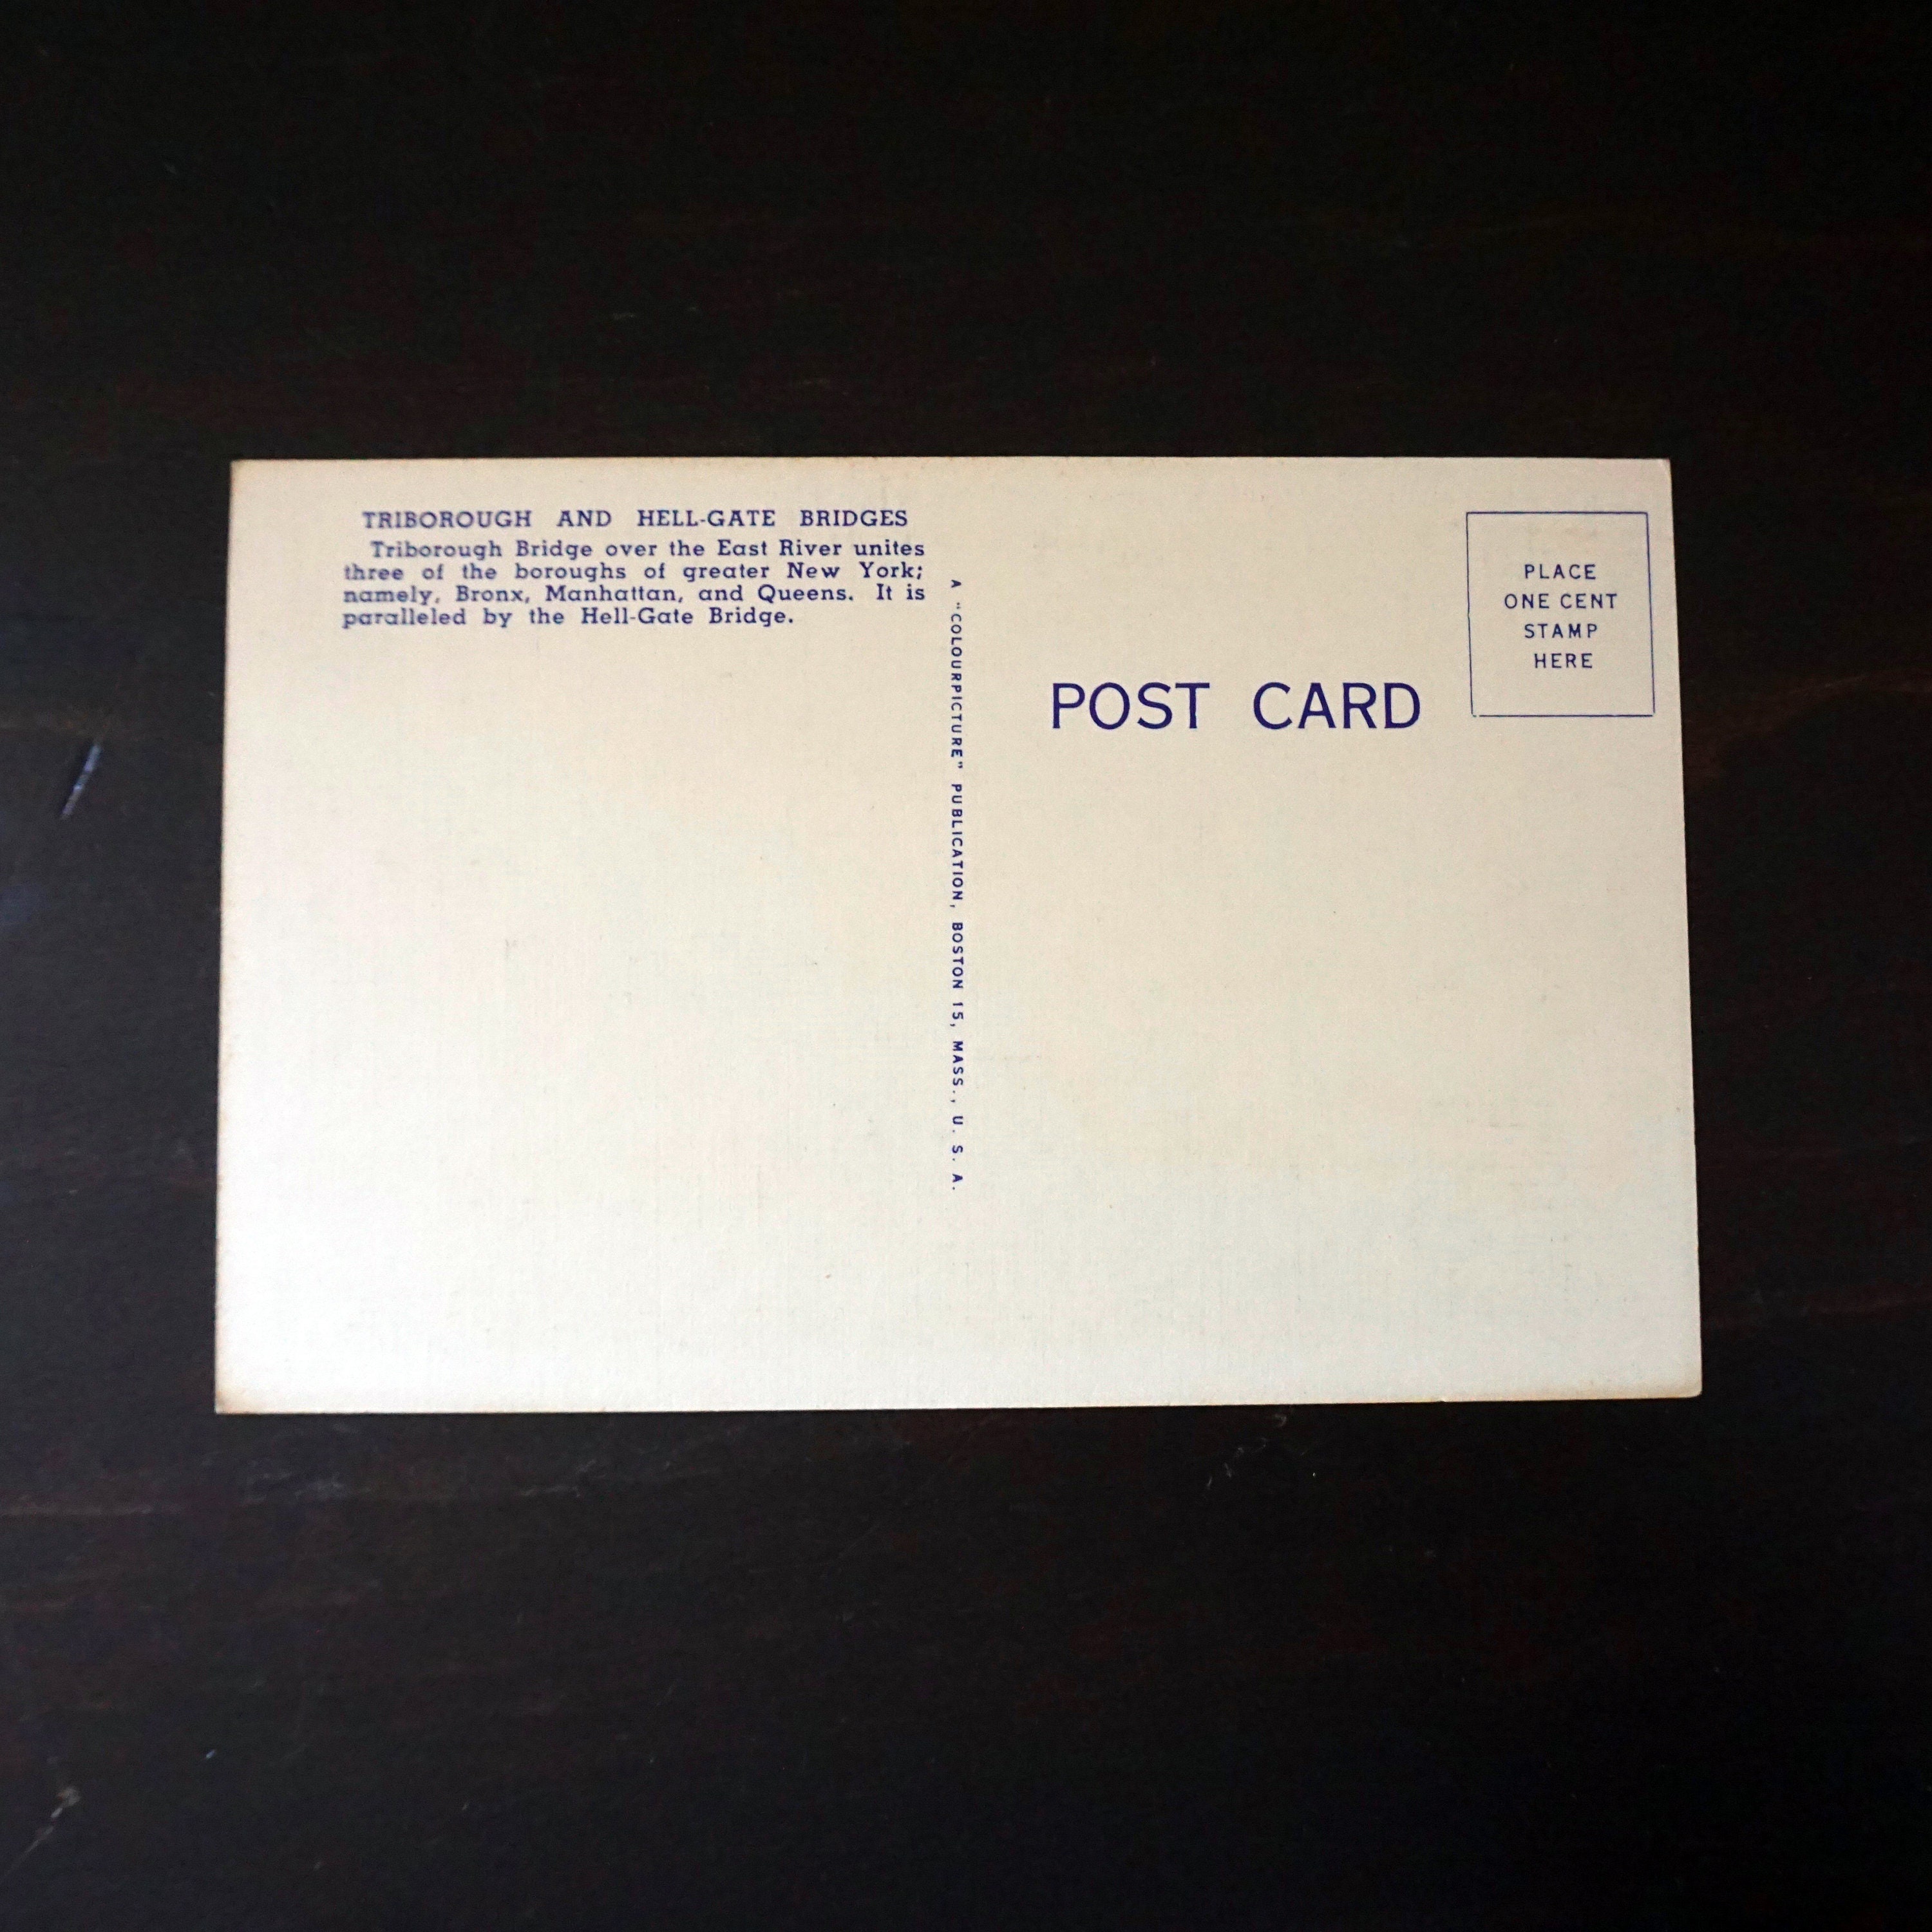 TRIBOROUGH AND HELL-GATE BRIDGES
Triborough Bridge over the East River unites
three of the boroughs of greater New York;
namely, Bronx, Manhattan, and Queens. It is
paralleled by the Hell-Gate Bridge.
A "COLOURPICTURE" PUBLICATION, BOSTON 15, MASS., U. S. A.
POST CARD
PLACE
ONE CENT
STAMP
HERE